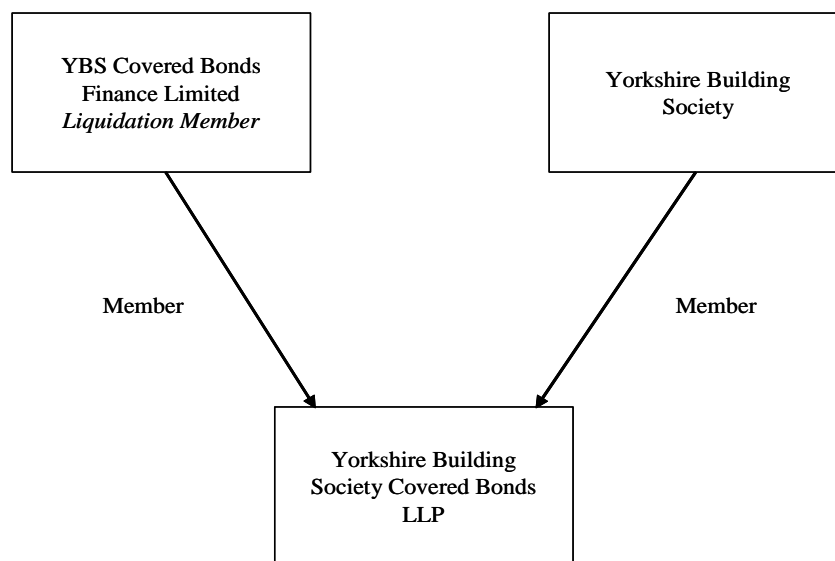 YBS Covered Bonds
Finance Limited
Liquidation Member
Yorkshire Building
Society
Member
Member
Yorkshire Building
Society Covered Bonds
LLP